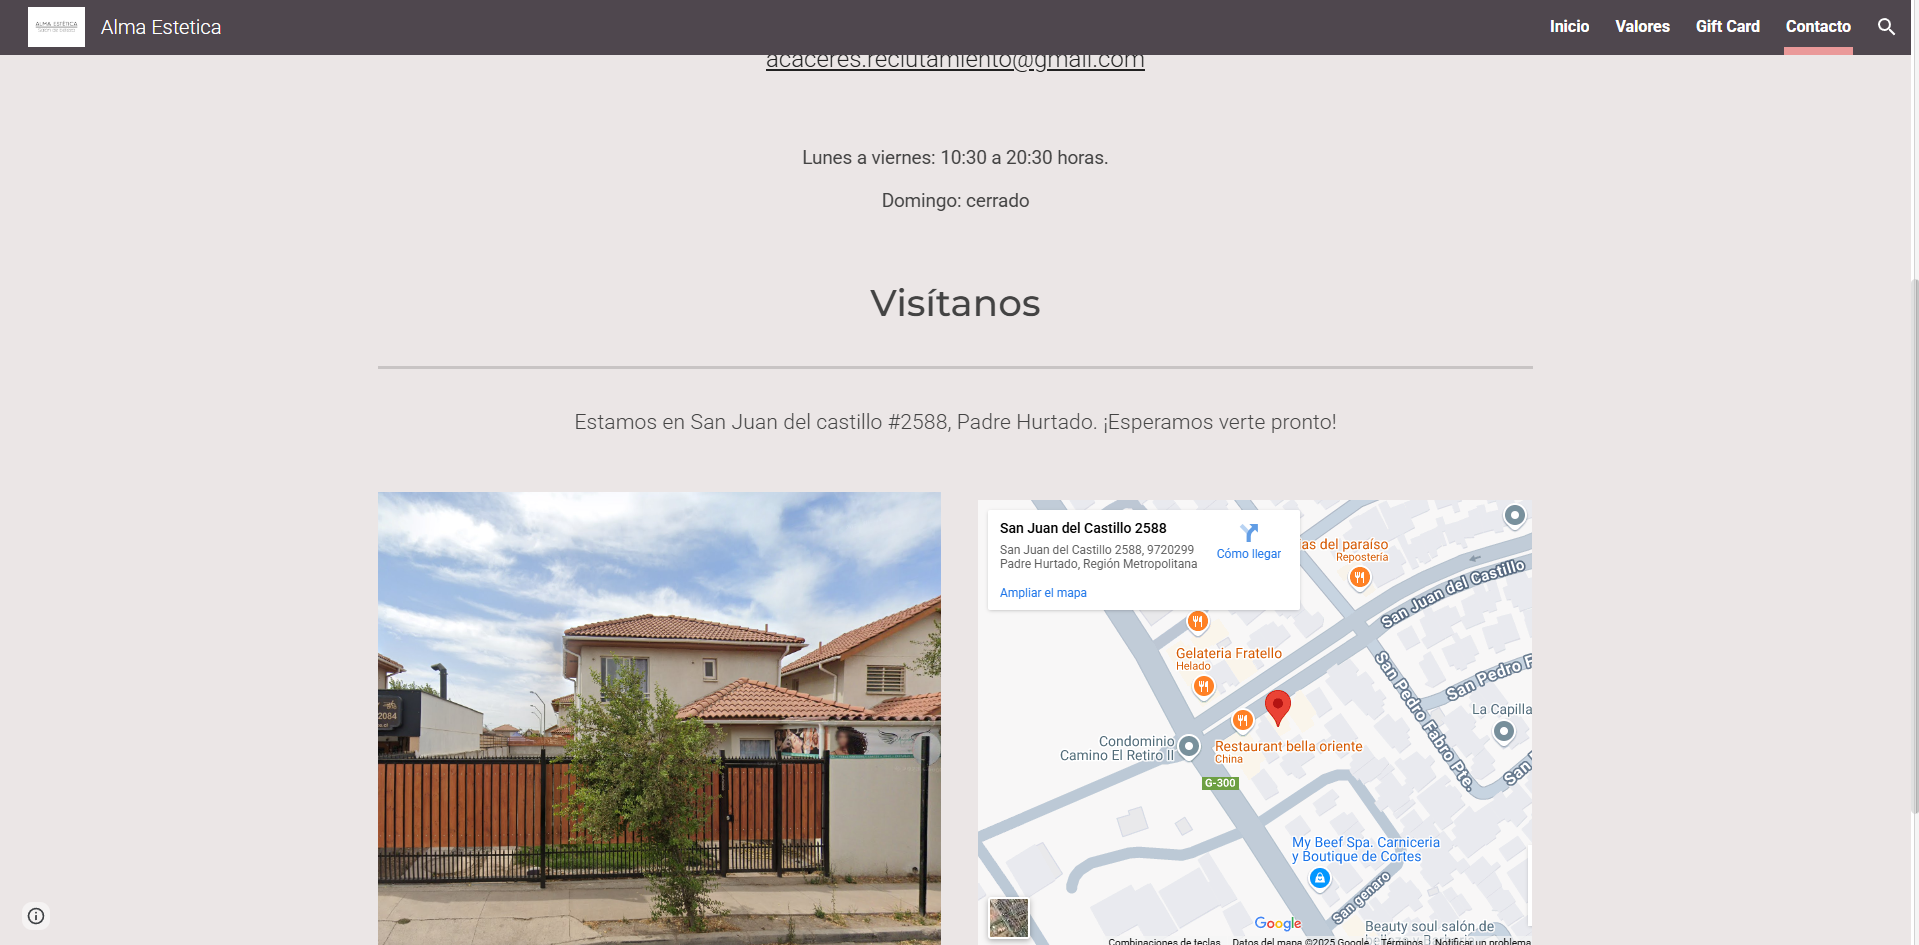 ALMA ESTÉTICA
Alma Estetica
Inicio
Valores
Gift Card
Contacto
acaceres.reclutamiento@gmail.com
Lunes a viernes: 10:30 a 20:30 horas.
Domingo: cerrado
Visítanos
Estamos en San Juan del castillo #2588, Padre Hurtado. ¡Esperamos verte pronto!
2084
San Juan del Castillo 2588
San Juan del Castillo 2588, 9720299
Padre Hurtado, Región Metropolitana
Cómo llegar
Ampliar el mapa
as del paraíso
Repostería
San Juan del Castillo
Gelateria Fratello
Helado
San Pedro Fabro Pte.
San Pedro F
La Capilla
Condominio
Camino El Retiro II
Restaurant bella oriente
China
G-300
San
My Beef Spa. Carniceria
y Boutique de Cortes
San genaro
Beauty soul salón de
Google
Combinaciones de teclas
Datos del mapa ©2025 Google
Términos
Notificar un problema